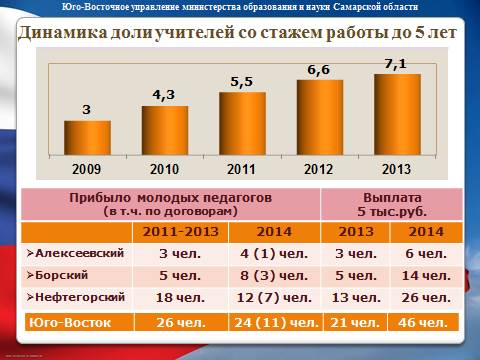 Юго-Восточное управление министерства образования и науки Самарской области
Динамика доли учителей со стажем работы до 5 лет
3 4,3 5,5 6,6 7,1
2009 2010 2011 2012 2013
Прибыло молодых педагогов Выплата
(в т.ч. по договорам) 5 тыс.руб.
2011-2013 2014 2013 2014
Алексеевский 3 чел. 4 (1) чел. 3 чел. 6 чел.
Борский 5 чел. 8 (3) чел. 5 чел. 14 чел.
Нефтегорский 18 чел. 12 (7) чел. 13 чел. 26 чел.
Юго-Восток 26 чел. 24 (11) чел. 21 чел. 46 чел.